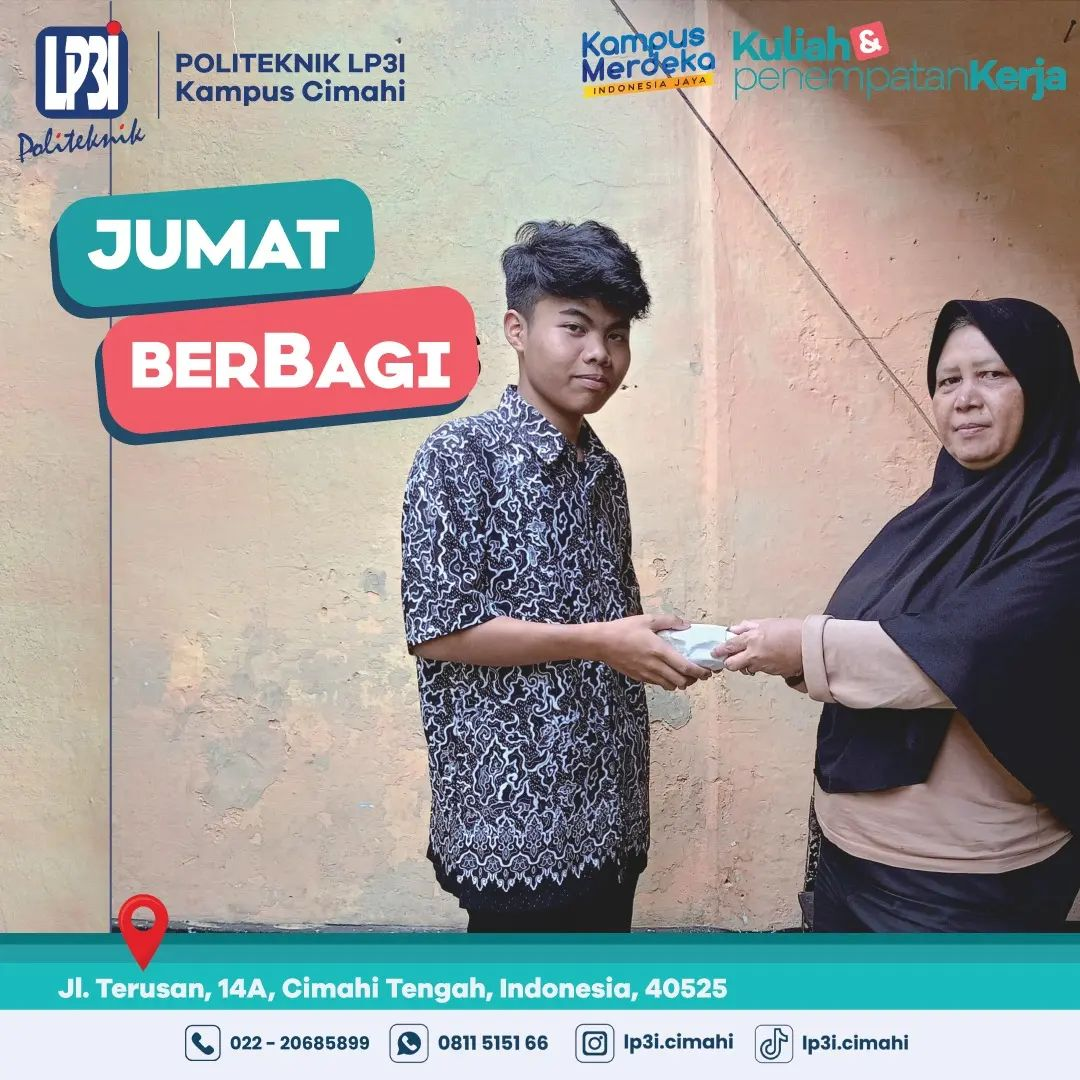 LP3I
Politeknik
POLITEKNIK LP3I
Kampus Cimahi
Kampus
Merdeka
INDONESIA JAYA
Kuliah &
penempatanKerja
JUMAT
BERBAGI
Jl. Terusan, 14A, Cimahi Tengah, Indonesia, 40525
022 - 20685899
0811 5151 66
lp3i.cimahi
lp3i.cimahi